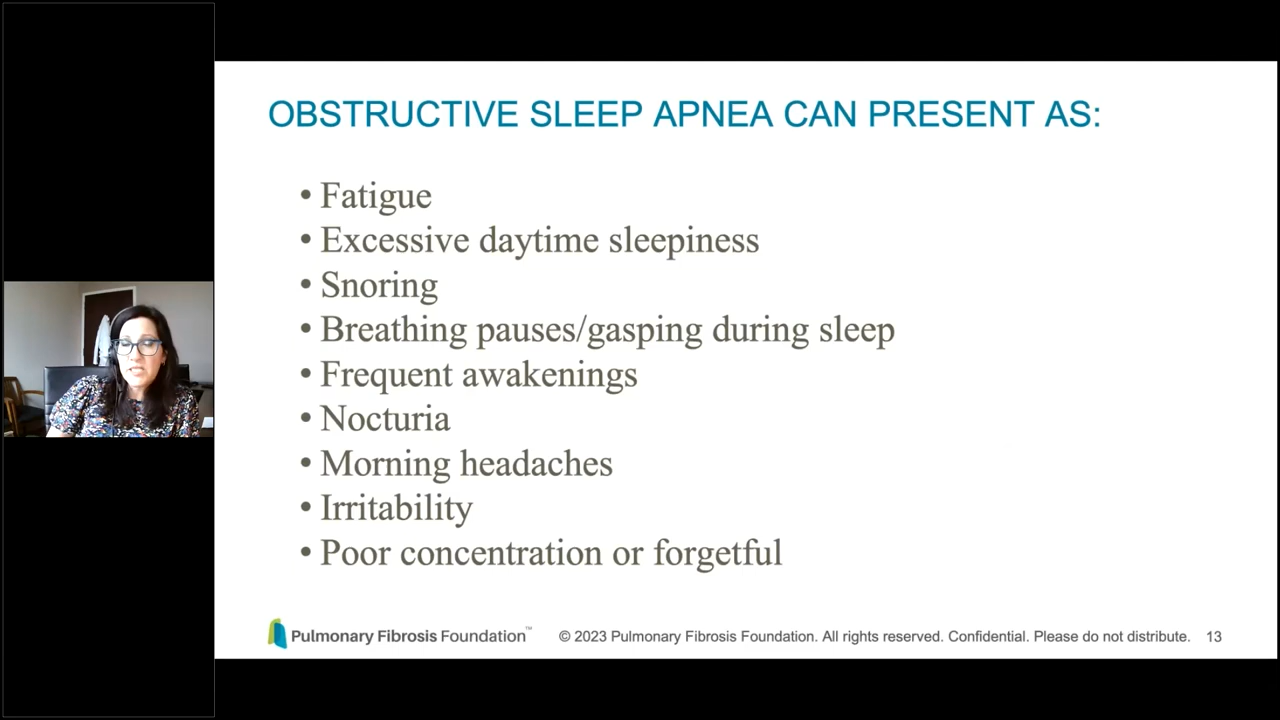 OBSTRUCTIVE SLEEP APNEA CAN PRESENT AS:
• Fatigue
• Excessive daytime sleepiness
• Snoring
• Breathing pauses/gasping during sleep
• Frequent awakenings
• Nocturia
• Morning headaches
• Irritability
• Poor concentration or forgetful
Pulmonary Fibrosis Foundation™ © 2023 Pulmonary Fibrosis Foundation. All rights reserved. Confidential. Please do not distribute. 13